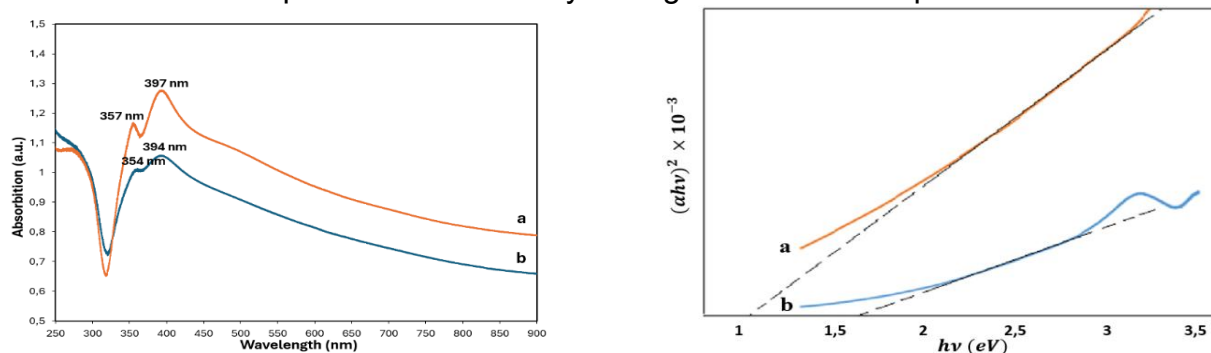 1,5
1,4
1,3
1,2
1,1
1
0,9
0,8
0,7
0,6
0,5
Absorbition (a.u.)
397 nm
357 nm
394 nm
354 nm
a
b
250 300 350 400 450 500 550 600 650 700 750 800 850 900
Wavelength (nm)
(αhν)² × 10⁻³
a
b
1 2 2,5 3 3,5
hν (eV)